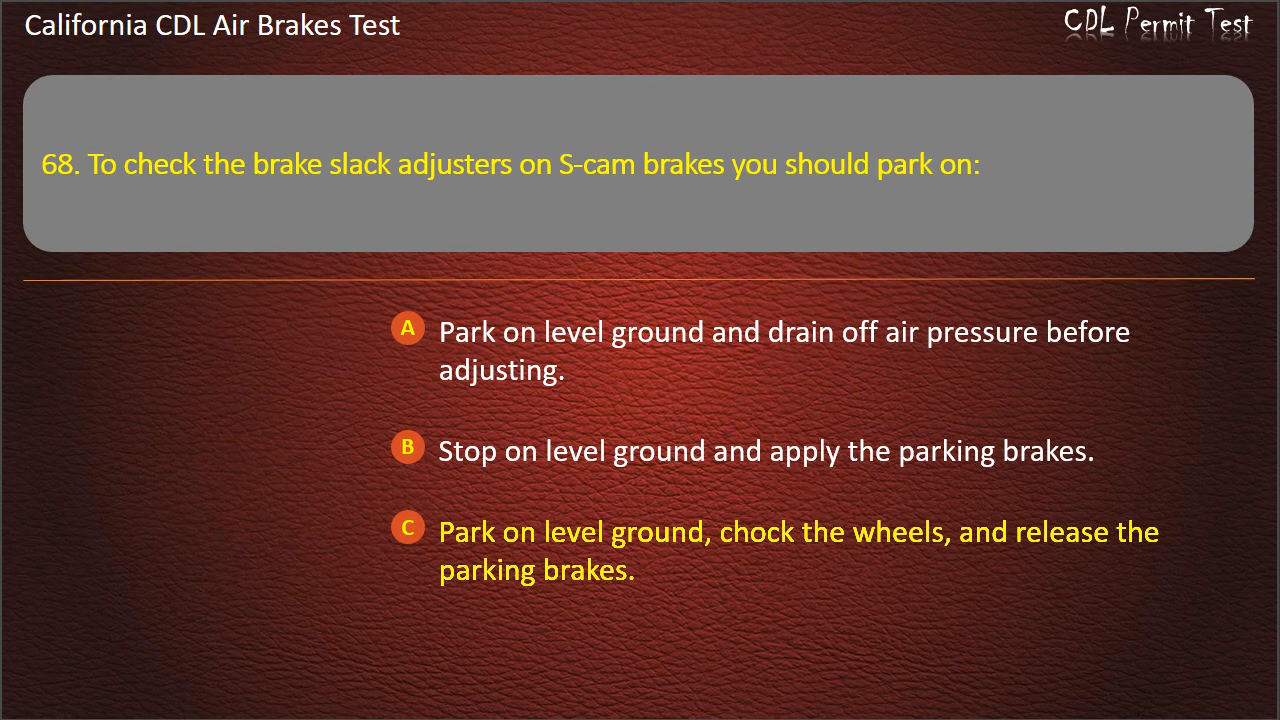 California CDL Air Brakes Test
CDL Permit Test
68. To check the brake slack adjusters on S-cam brakes you should park on:
A Park on level ground and drain off air pressure before
adjusting.
B Stop on level ground and apply the parking brakes.
C Park on level ground, chock the wheels, and release the
parking brakes.